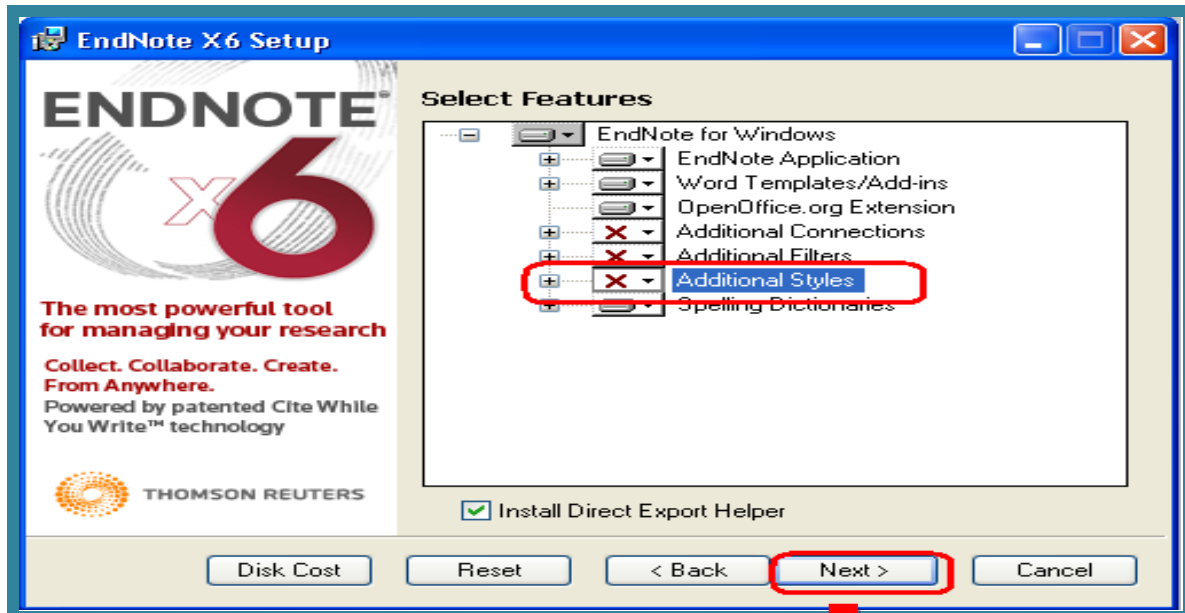 EndNote X6 Setup
ENDNOTE®
X6
The most powerful tool
for managing your research
Collect. Collaborate. Create.
From Anywhere.
Powered by patented Cite While
You Write™ technology
THOMSON REUTERS
Select Features
EndNote for Windows
EndNote Application
Word Templates/Add-ins
OpenOffice.org Extension
Additional Connections
Additional Filters
Additional Styles
Spelling Dictionaries
Install Direct Export Helper
Disk Cost
Reset
< Back
Next >
Cancel